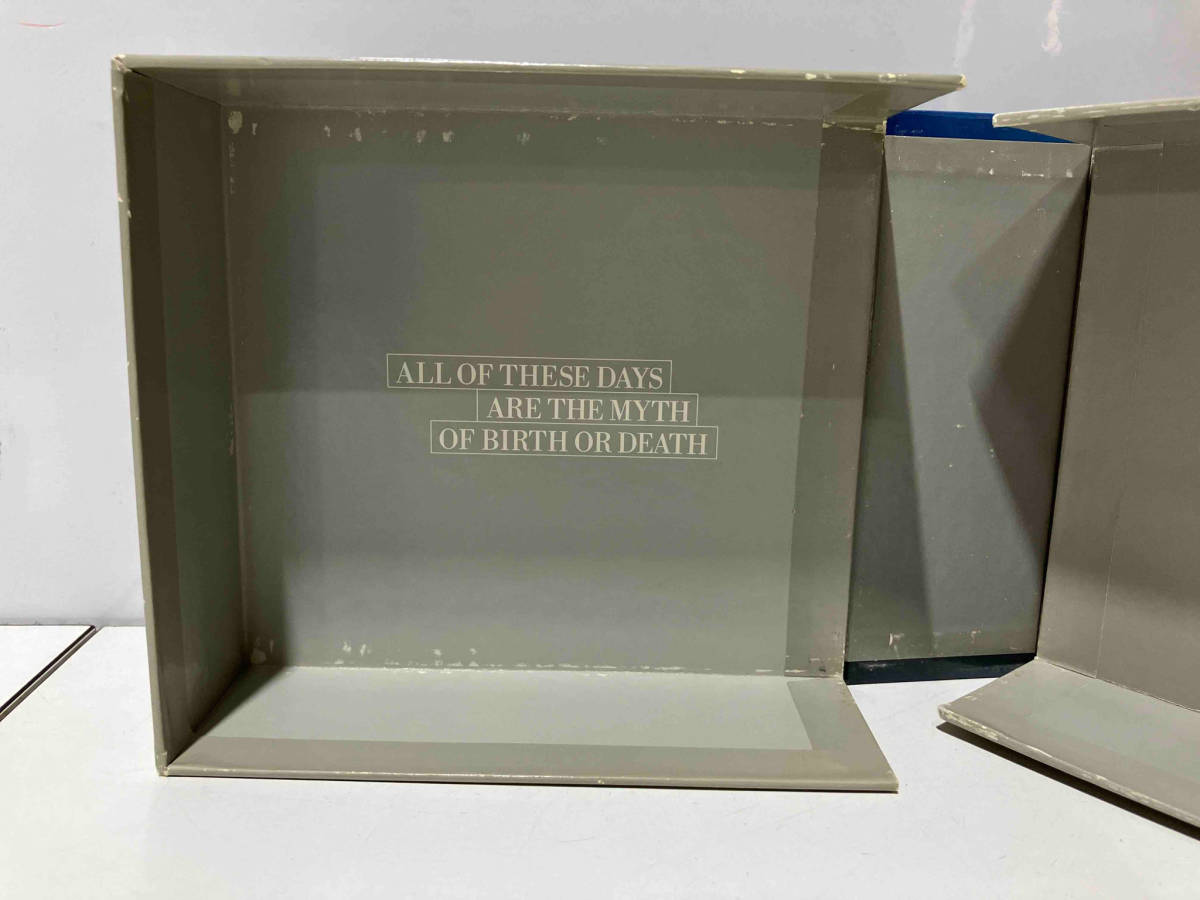 ALL OF THESE DAYS
ARE THE MYTH
OF BIRTH OR DEATH